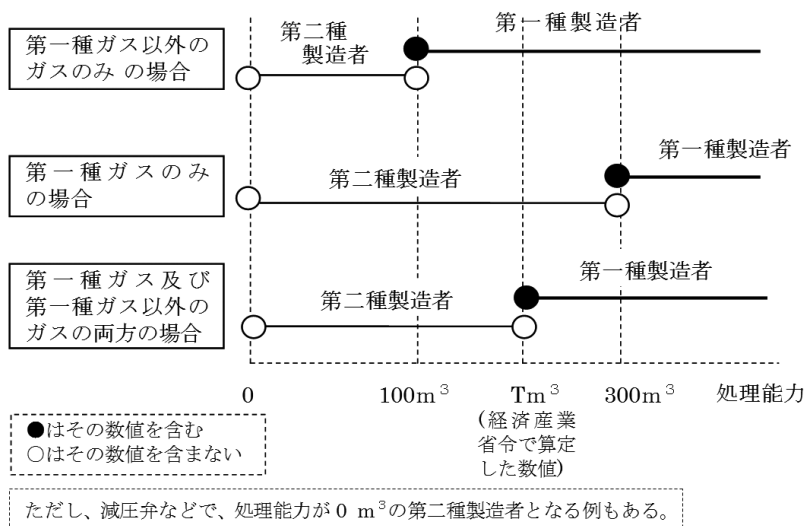 第一種ガス以外の
ガスのみ の場合
第二種
製造者
第一種製造者
第一種ガスのみ
の場合
第二種製造者
第一種製造者
第一種ガス及び
第一種ガス以外の
ガスの両方の場合
第二種製造者
第一種製造者
0
100m³
Tm³
300m³
処理能力
(経済産業
省令で算定
した数値)
●はその数値を含む
○はその数値を含まない
ただし、減圧弁などで、処理能力が 0 m³の第二種製造者となる例もある。